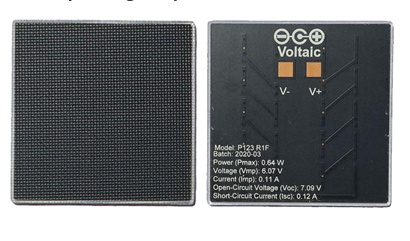 Voltaic
V- V+
Model: P123 R1F
Batch: 2020-03
Power (Pmax): 0.64 W
Voltage (Vmp): 6.07 V
Current (Imp): 0.11 A
Open-Circuit Voltage (Voc): 7.09 V
Short-Circuit Current (Isc): 0.12 A